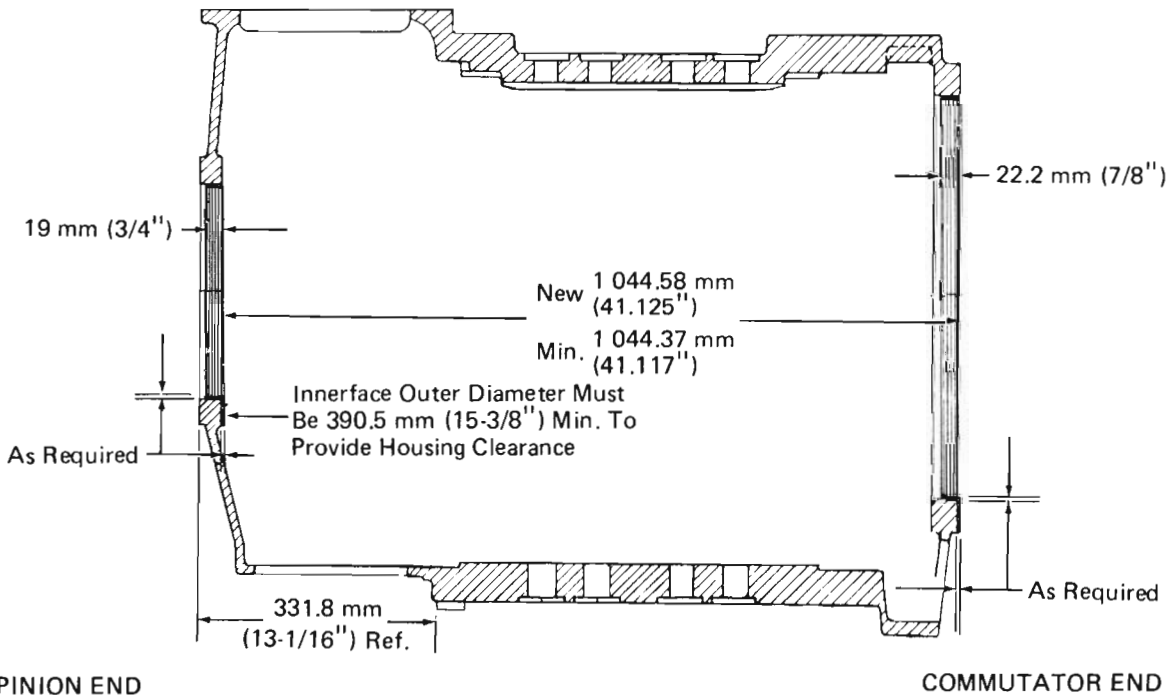 22.2 mm (7/8")
19 mm (3/4")
New 1 044.58 mm
(41.125")
Min. 1 044.37 mm
(41.117")
Innerface Outer Diameter Must
Be 390.5 mm (15-3/8") Min. To
Provide Housing Clearance
As Required
As Required
331.8 mm
(13-1/16") Ref.
PINION END
COMMUTATOR END